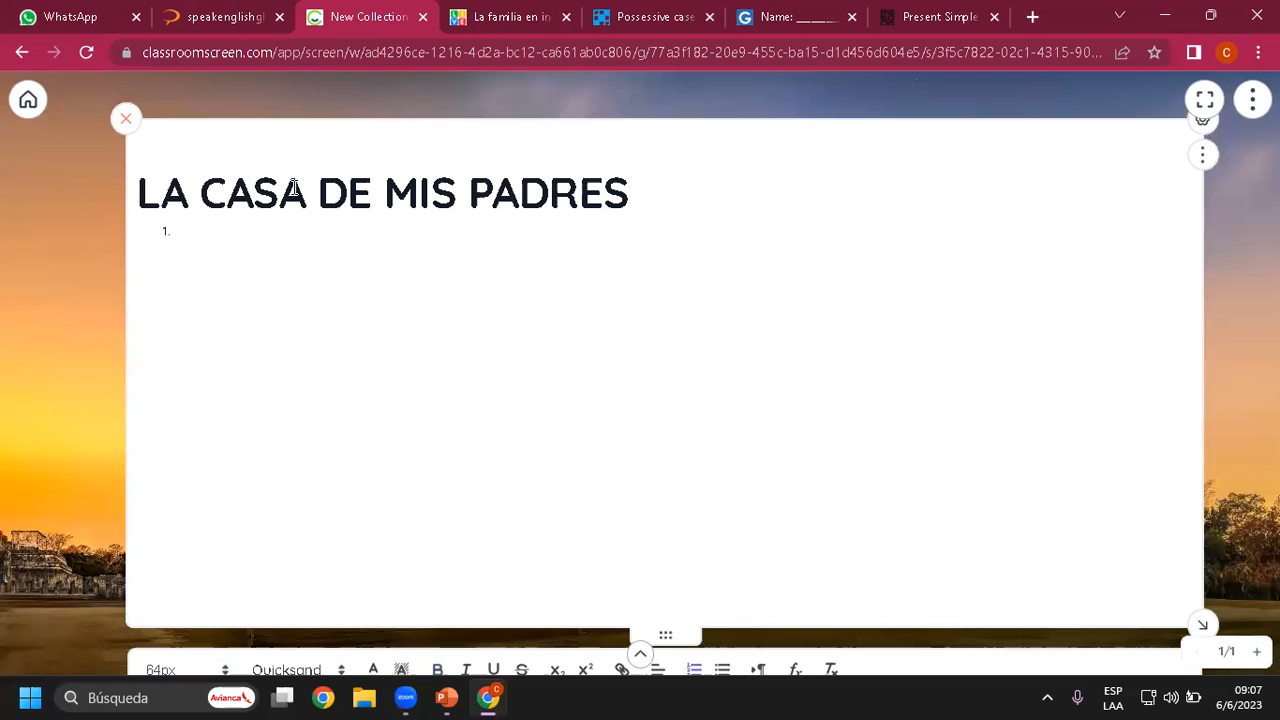 WhatsApp
speakenglishgl
New Collection
La familia en in
Possessive case
Name: ______
Present Simple
classroomscreen.com/app/screen/w/ad4296ce-1216-4d2a-bc12-ca661ab0c806/g/77a3f182-20e9-455c-ba15-d1d456d604e5/s/3f5c7822-02c1-4315-90...
C
LA CASA DE MIS PADRES
1.
1/1
64px
Quicksand
Búsqueda
Avianca
ESP
LAA
09:07
6/6/2023